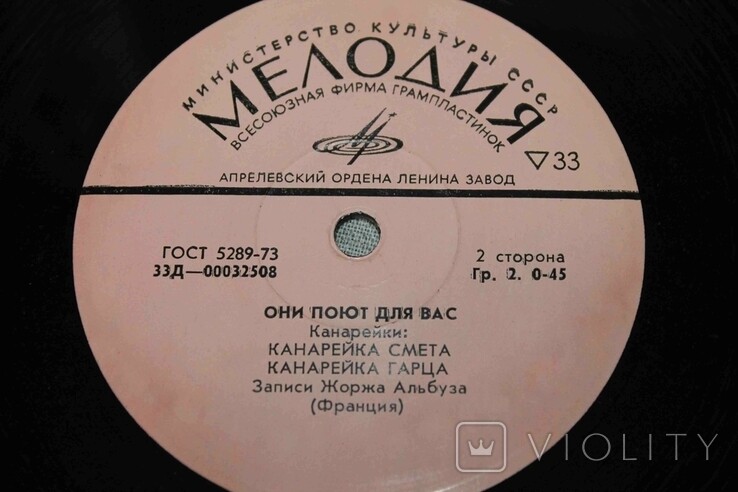 МИНИСТЕРСТВО КУЛЬТУРЫ СССР
МЕЛОДИЯ
ВСЕСОЮЗНАЯ ФИРМА ГРАМПЛАСТИНОК
▽33
АПРЕЛЕВСКИЙ ОРДЕНА ЛЕНИНА ЗАВОД
ГОСТ 5289-73
33Д—00032508
2 сторона
Гр. 2. 0-45
ОНИ ПОЮТ ДЛЯ ВАС
Канарейки:
КАНАРЕЙКА СМЕТА
КАНАРЕЙКА ГАРЦА
Записи Жоржа Альбуза
(Франция)
VIOLITY